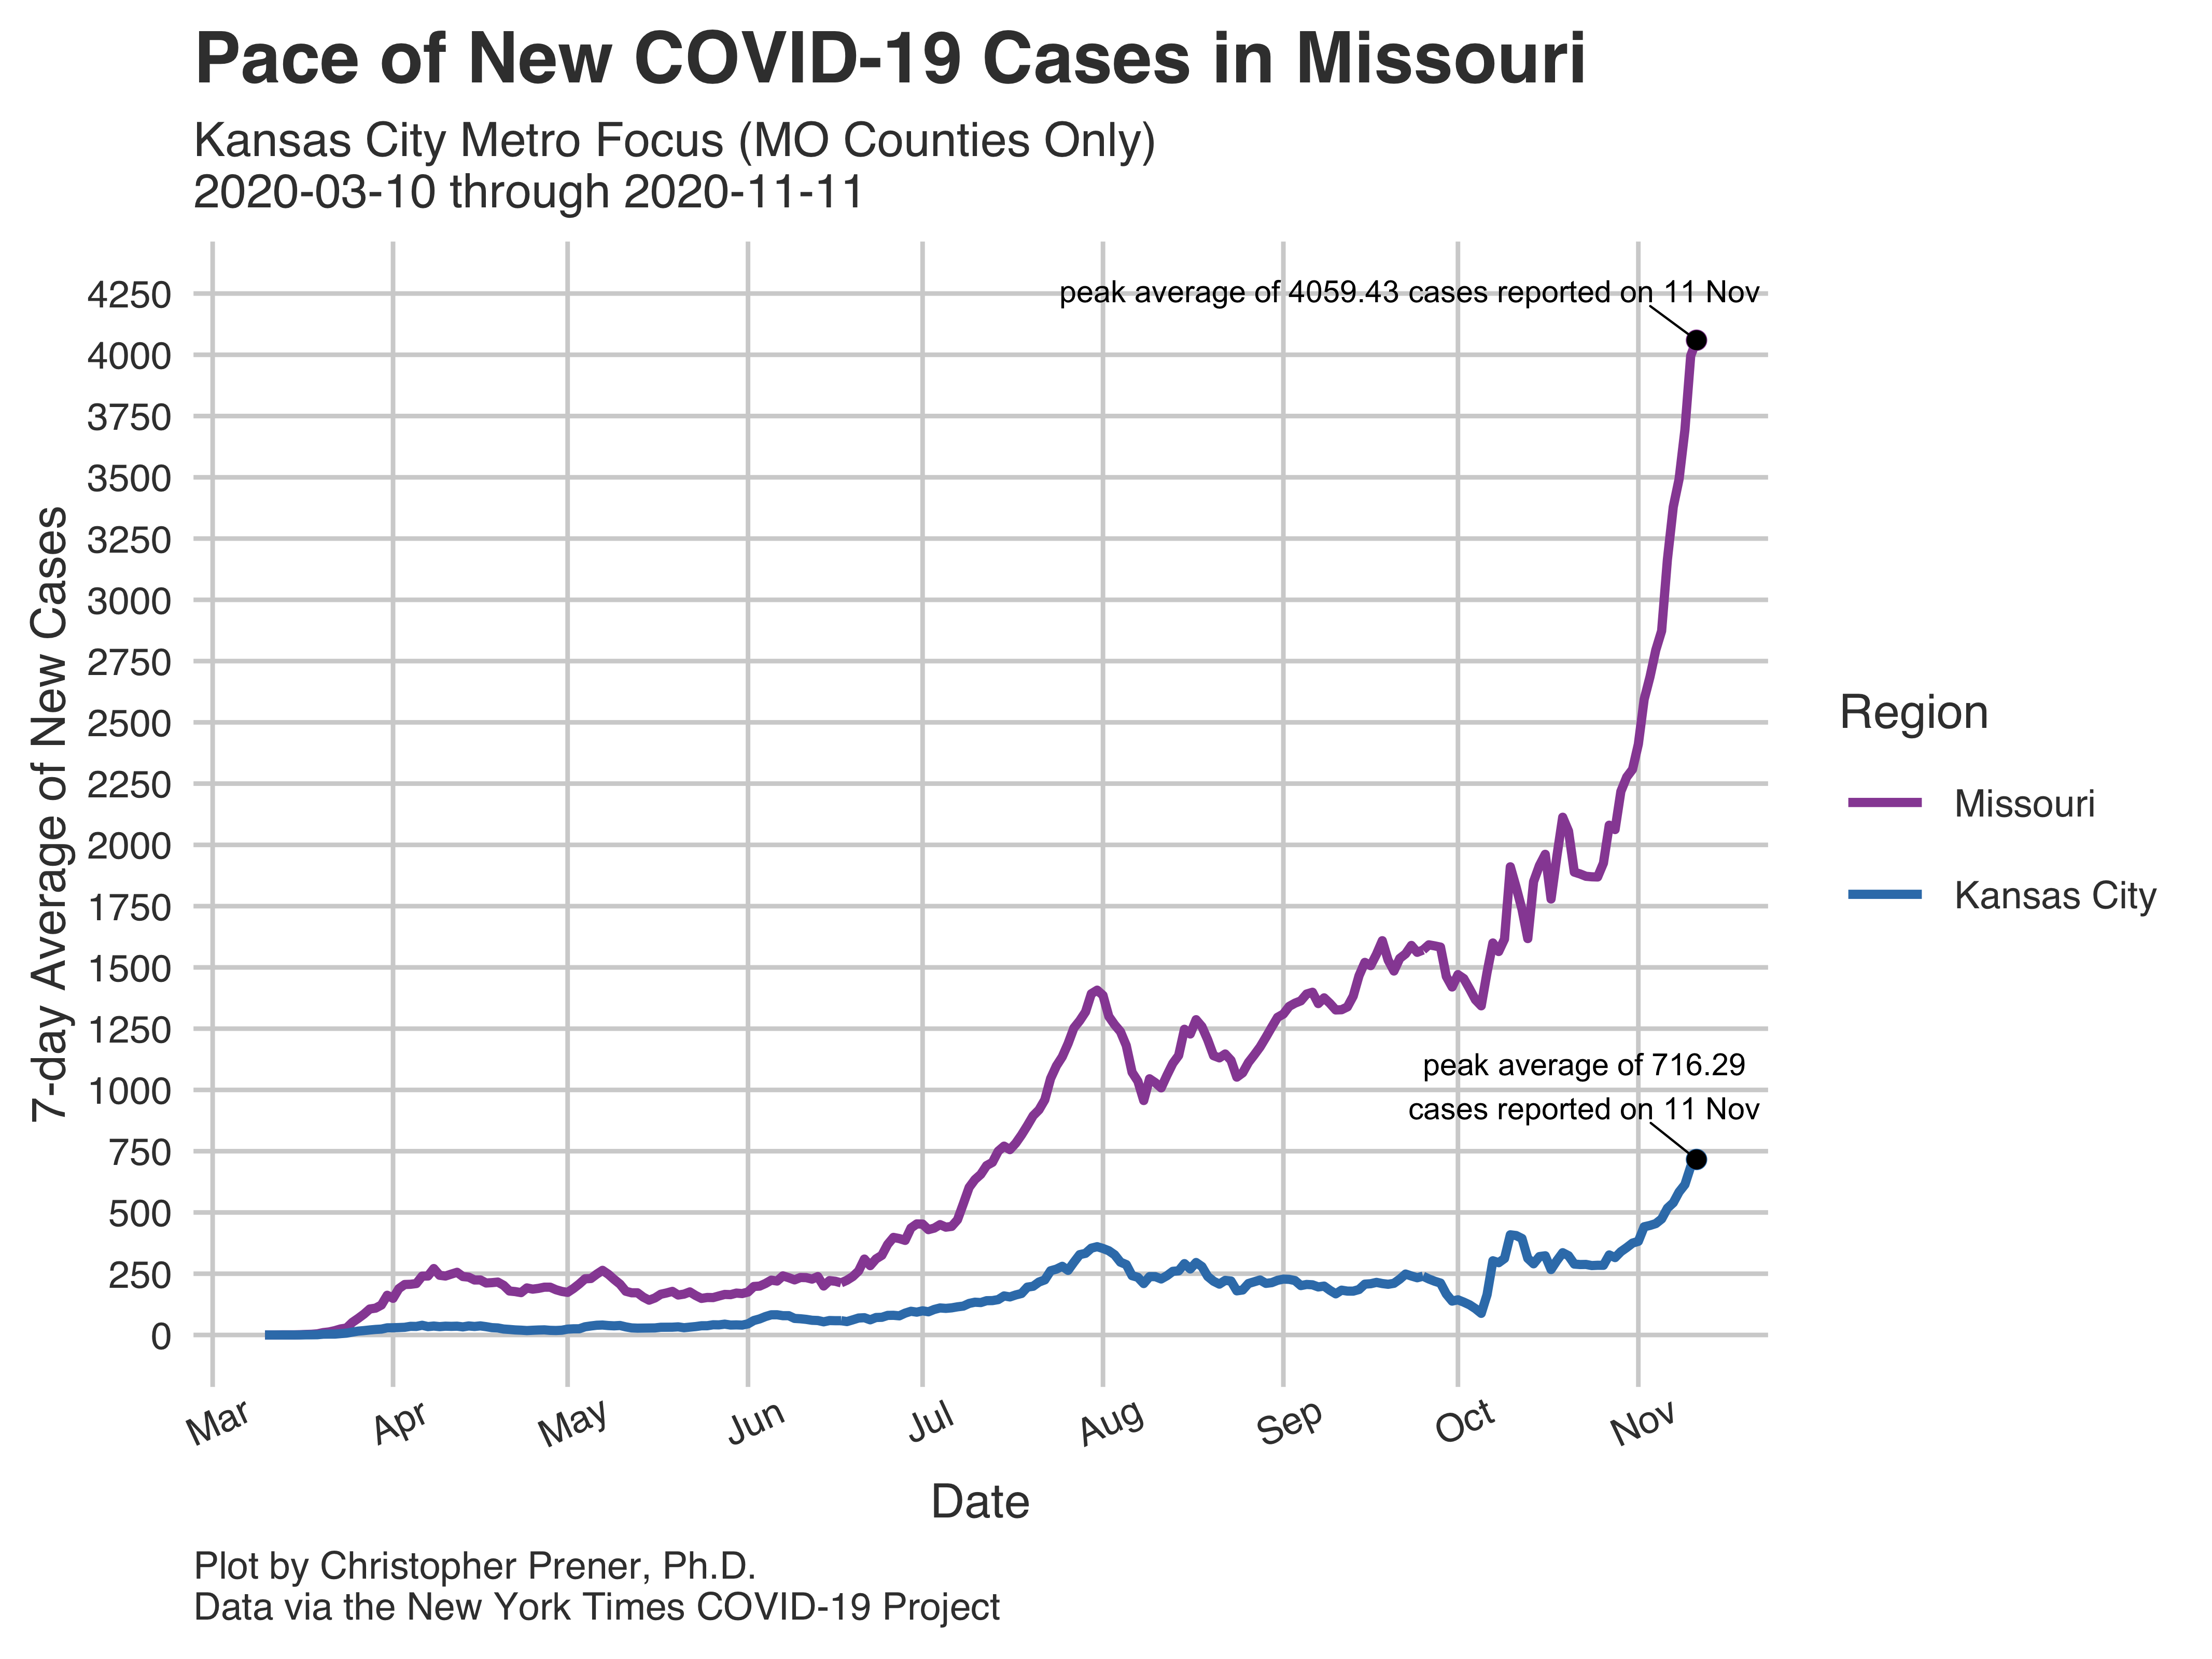 Pace of New COVID-19 Cases in Missouri
Kansas City Metro Focus (MO Counties Only)
2020-03-10 through 2020-11-11
7-day Average of New Cases
4250
4000
3750
3500
3250
3000
2750
2500
2250
2000
1750
1500
1250
1000
750
500
250
0
peak average of 4059.43 cases reported on 11 Nov
peak average of 716.29
cases reported on 11 Nov
Region
Missouri
Kansas City
Mar Apr May Jun Jul Aug Sep Oct Nov
Date
Plot by Christopher Prener, Ph.D.
Data via the New York Times COVID-19 Project